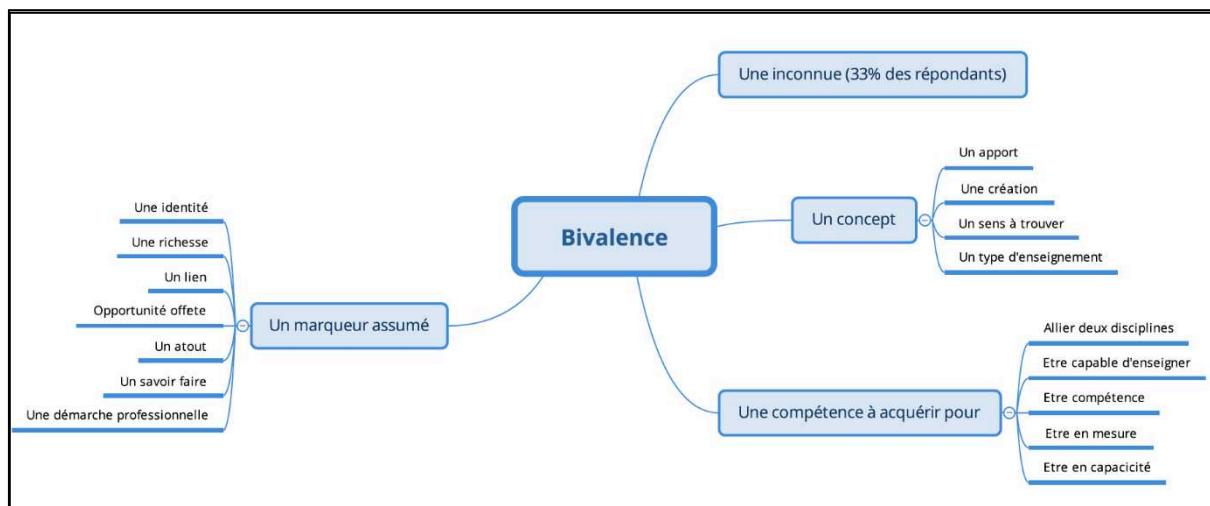 Bivalence
Une inconnue (33% des répondants)
Un concept
Un apport
Une création
Un sens à trouver
Un type d'enseignement
Une compétence à acquérir pour
Allier deux disciplines
Etre capable d'enseigner
Etre compétence
Etre en mesure
Etre en capacicité
Un marqueur assumé
Une identité
Une richesse
Un lien
Opportunité offete
Un atout
Un savoir faire
Une démarche professionnelle